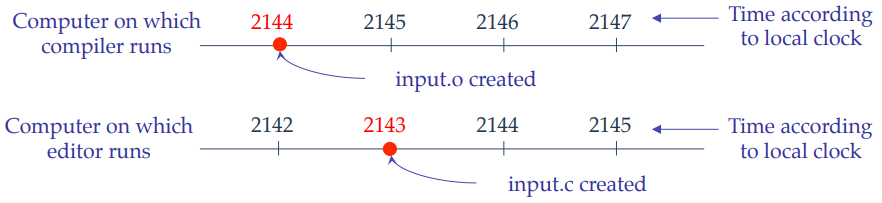 Computer on which
compiler runs
2144 2145 2146 2147
Time according
to local clock
input.o created
Computer on which
editor runs
2142 2143 2144 2145
Time according
to local clock
input.c created